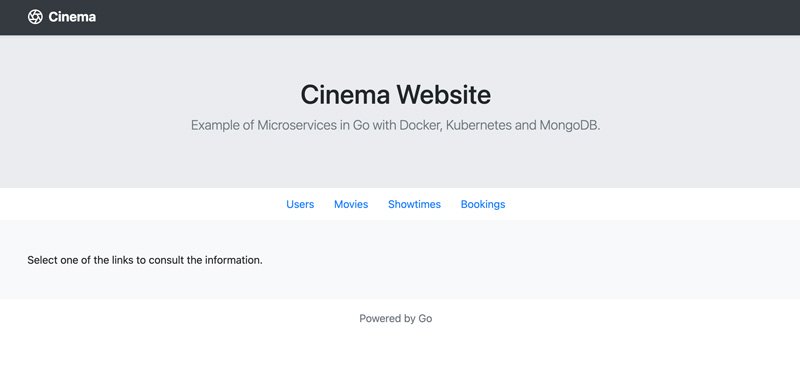 Cinema
Cinema Website
Example of Microservices in Go with Docker, Kubernetes and MongoDB.
Users Movies Showtimes Bookings
Select one of the links to consult the information.
Powered by Go